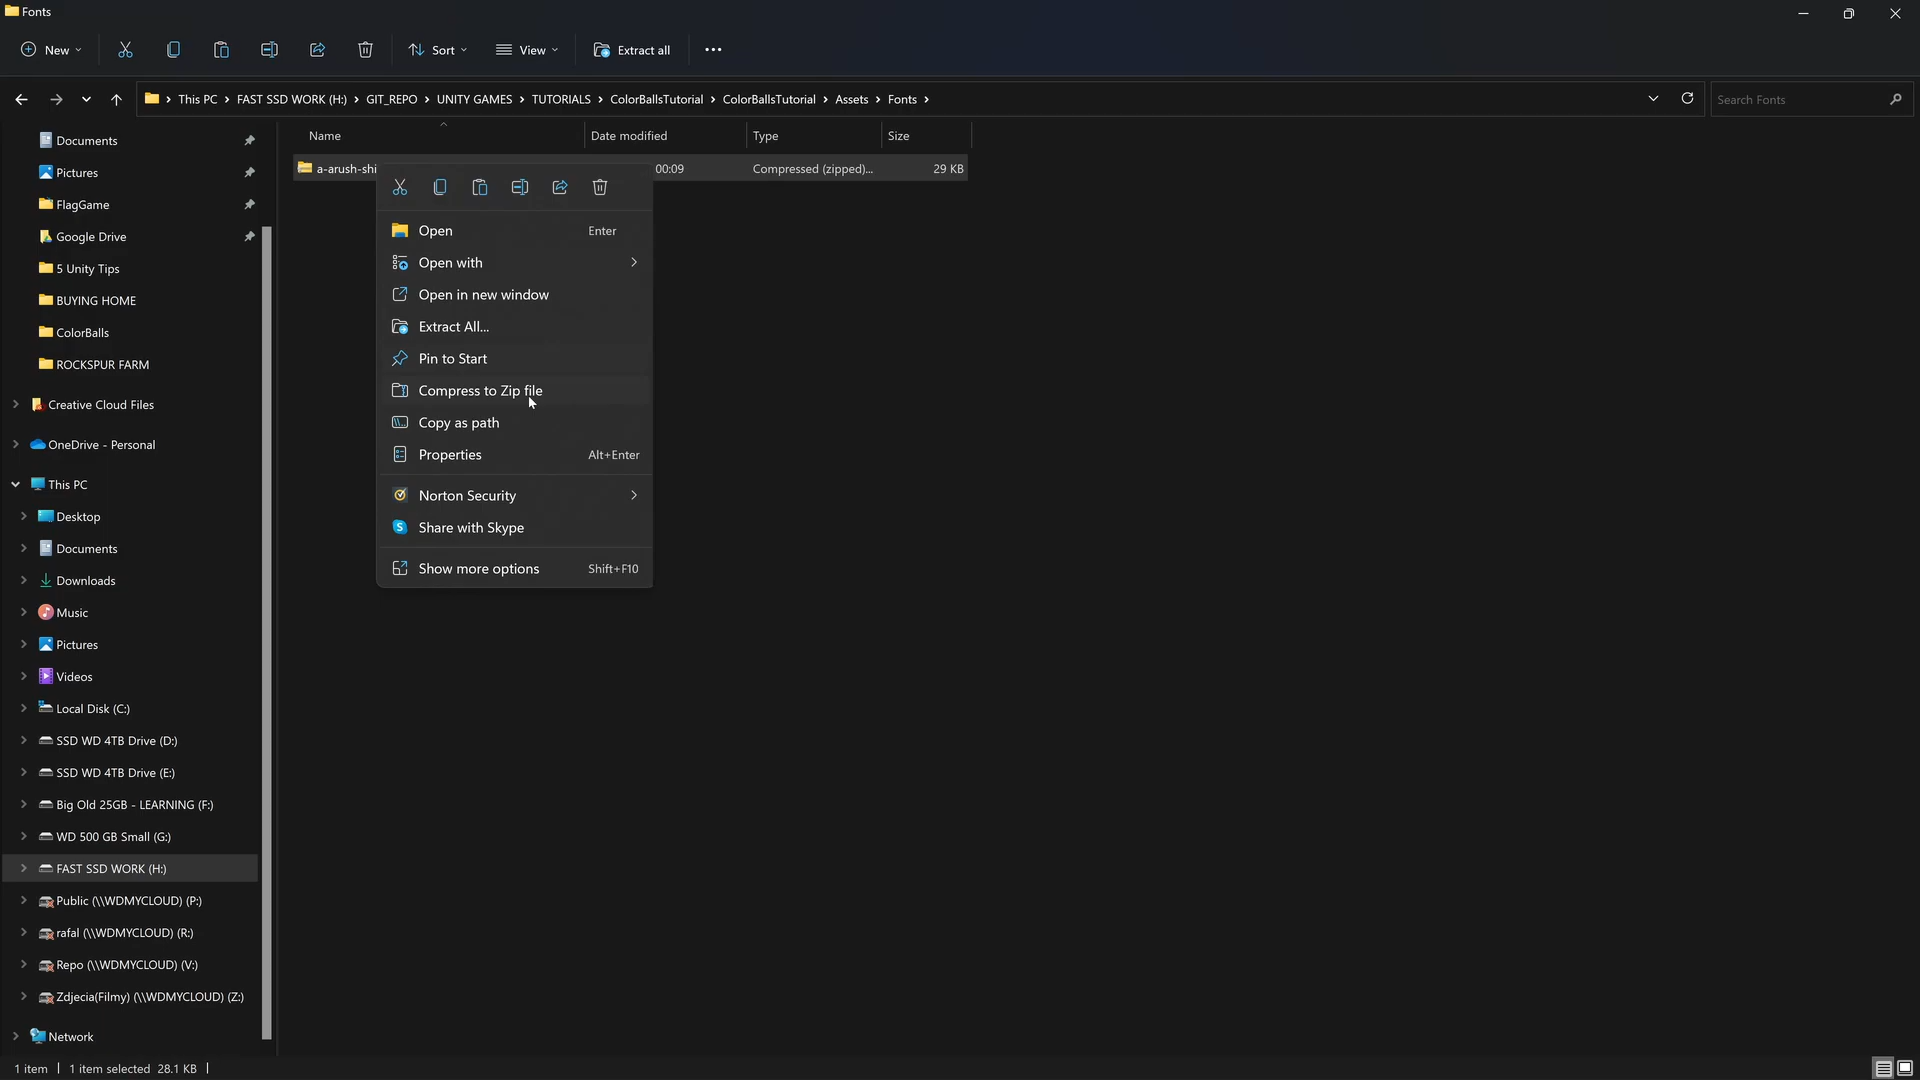 Fonts
New
Sort
View
Extract all
This PC > FAST SSD WORK (H:) > GIT_REPO > UNITY GAMES > TUTORIALS > ColorBallsTutorial > ColorBallsTutorial > Assets > Fonts >
Search Fonts
Name Date modified Type Size
a-arush-shi 00:09 Compressed (zipped)... 29 KB
Documents
Pictures
FlagGame
Google Drive
5 Unity Tips
BUYING HOME
ColorBalls
ROCKSPUR FARM
Creative Cloud Files
OneDrive - Personal
This PC
Desktop
Documents
Downloads
Music
Pictures
Videos
Local Disk (C:)
SSD WD 4TB Drive (D:)
SSD WD 4TB Drive (E:)
Big Old 25GB - LEARNING (F:)
WD 500 GB Small (G:)
FAST SSD WORK (H:)
Public (\\WDMYCLOUD) (P:)
rafal (\\WDMYCLOUD) (R:)
Repo (\\WDMYCLOUD) (V:)
Zdjecia(Filmy) (\\WDMYCLOUD) (Z:)
Network
Open Enter
Open with
Open in new window
Extract All...
Pin to Start
Compress to Zip file
Copy as path
Properties Alt+Enter
Norton Security
Share with Skype
Show more options Shift+F10
1 item | 1 item selected 28.1 KB |